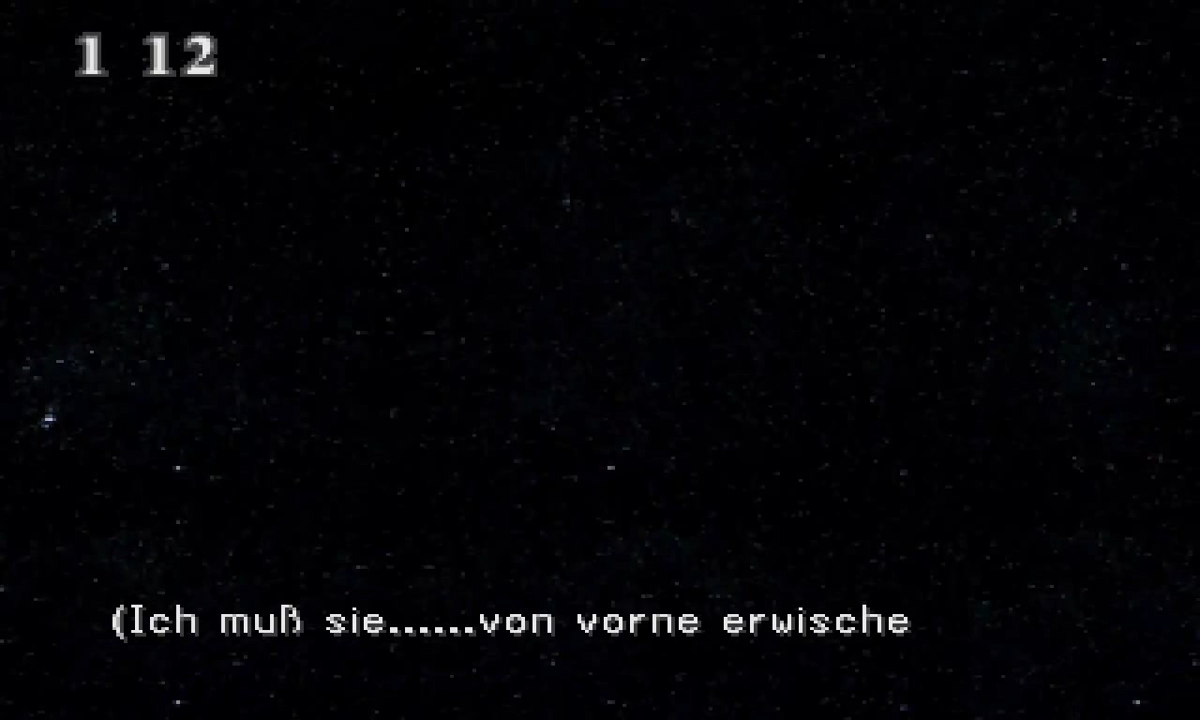 1 12
(Ich muß sie......von vorne erwische